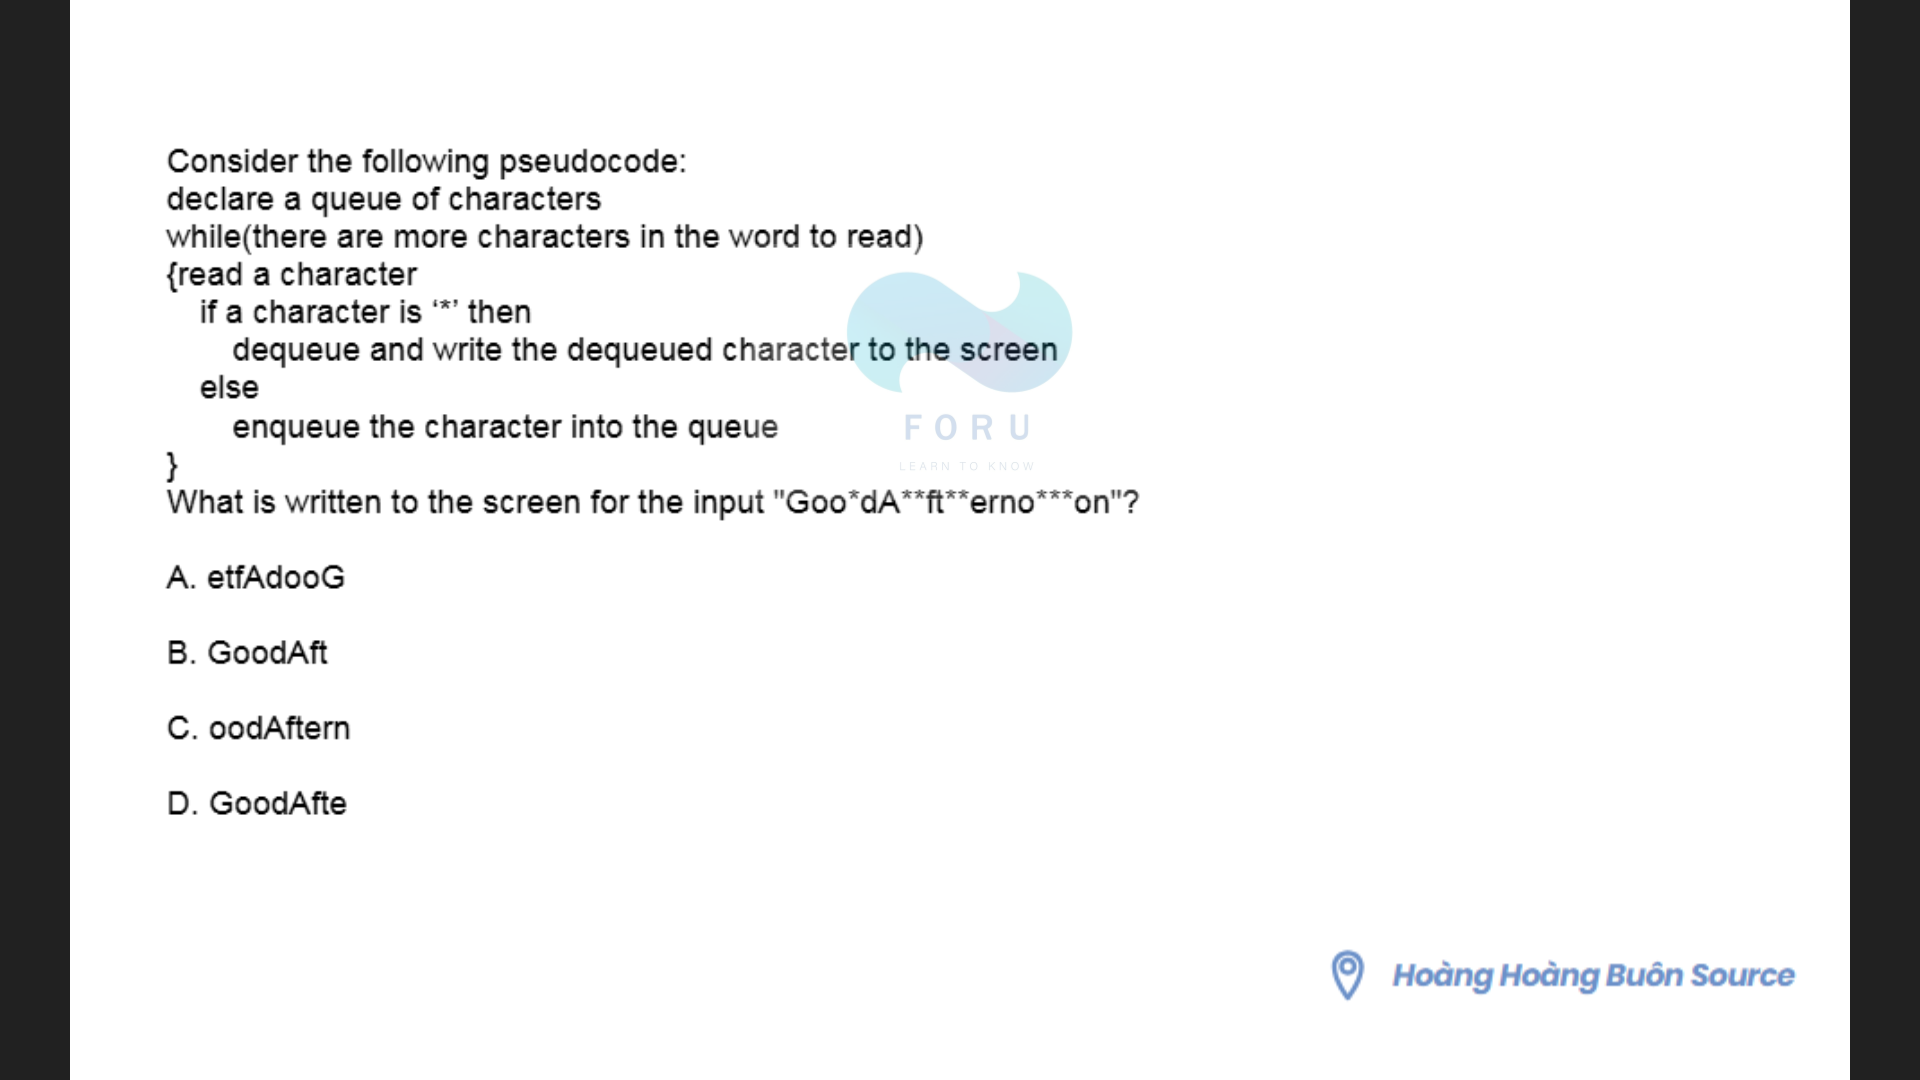 Consider the following pseudocode:
declare a queue of characters
while(there are more characters in the word to read)
{read a character
if a character is ‘*’ then
dequeue and write the dequeued character to the screen
else
enqueue the character into the queue
}
What is written to the screen for the input "Goo*dA**ft**erno***on"?
A. etfAdooG
B. GoodAft
C. oodAftern
D. GoodAfte
FORU
LEARN TO KNOW
Hoàng Hoàng Buôn Source